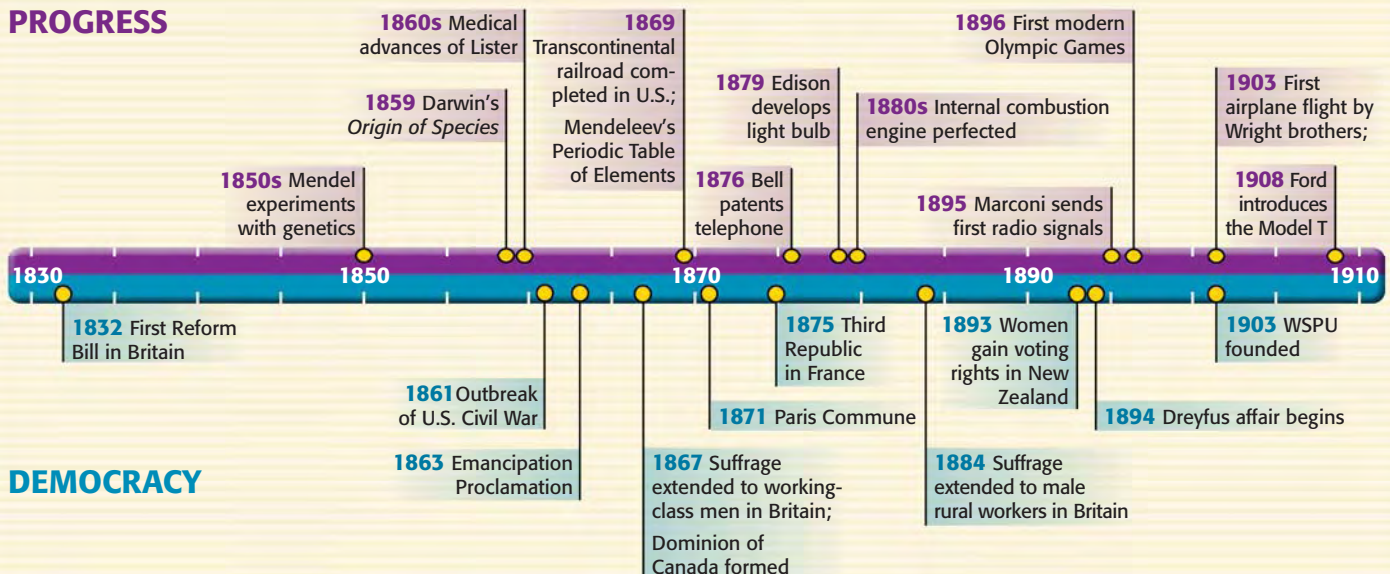 PROGRESS
1850s Mendel
experiments
with genetics
1859 Darwin's
Origin of Species
1860s Medical
advances of Lister
1869
Transcontinental
railroad com-
pleted in U.S.;
Mendeleev's
Periodic Table
of Elements
1876 Bell
patents
telephone
1879 Edison
develops
light bulb
1880s Internal combustion
engine perfected
1895 Marconi sends
first radio signals
1896 First modern
Olympic Games
1903 First
airplane flight by
Wright brothers;
1908 Ford
introduces
the Model T
1830 1850 1870 1890 1910
1832 First Reform
Bill in Britain
1861 Outbreak
of U.S. Civil War
1863 Emancipation
Proclamation
1867 Suffrage
extended to working-
class men in Britain;
Dominion of
Canada formed
1871 Paris Commune
1875 Third
Republic
in France
1884 Suffrage
extended to male
rural workers in Britain
1893 Women
gain voting
rights in New
Zealand
1894 Dreyfus affair begins
1903 WSPU
founded
DEMOCRACY